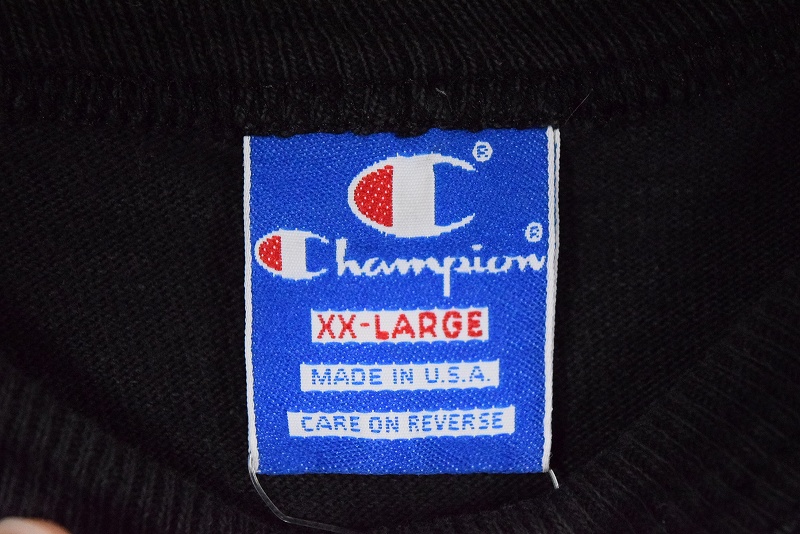 C®
Champion®
XX-LARGE
MADE IN U.S.A.
CARE ON REVERSE